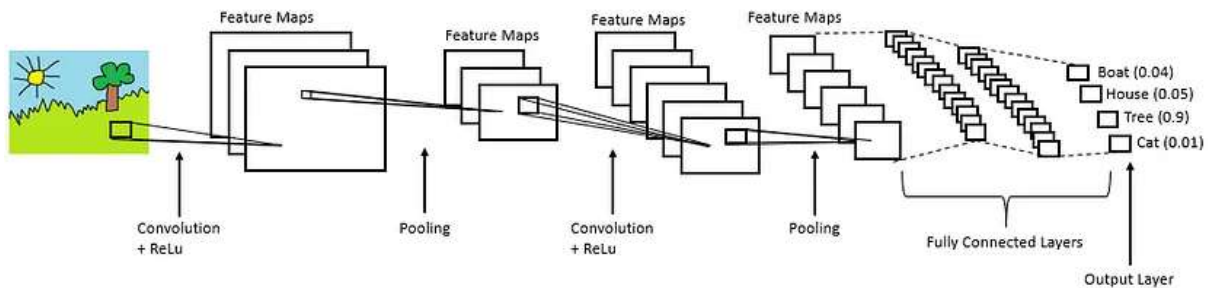 Feature Maps
Feature Maps
Feature Maps
Feature Maps
Boat (0.04)
House (0.05)
Tree (0.9)
Cat (0.01)
Convolution
+ ReLu
Pooling
Convolution
+ ReLu
Pooling
Fully Connected Layers
Output Layer